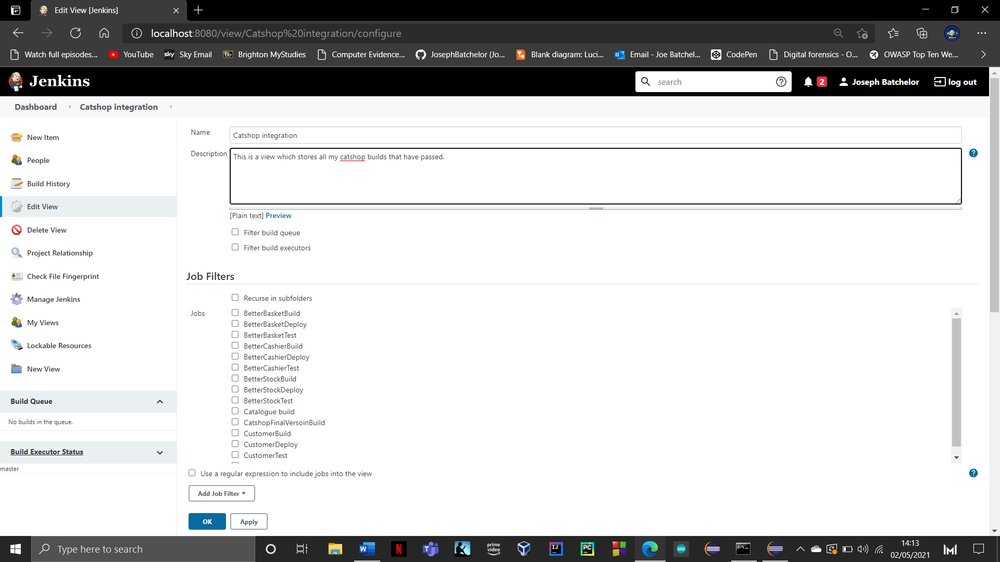 Edit View [Jenkins]
localhost:8080/view/Catshop%20integration/configure
Watch full episodes... YouTube sky Sky Email Bb Brighton MyStudies Computer Evidence... JosephBatchelor (Jo... Blank diagram: Luci... Email - Joe Batchel... CodePen Digital forensics - O... OWASP Top Ten We...
Jenkins search 2 Joseph Batchelor log out
Dashboard Catshop integration
New Item
People
Build History
Edit View
Delete View
Project Relationship
Check File Fingerprint
Manage Jenkins
My Views
Lockable Resources
New View
Build Queue
No builds in the queue.
Build Executor Status
master
Name Catshop integration
Description This is a view which stores all my catshop builds that have passed.
[Plain text] Preview
Filter build queue
Filter build executors
Job Filters
Recurse in subfolders
Jobs BetterBasketBuild
BetterBasketDeploy
BetterBasketTest
BetterCashierBuild
BetterCashierDeploy
BetterCashierTest
BetterStockBuild
BetterStockDeploy
BetterStockTest
Catalogue build
CatshopFinalVersoinBuild
CustomerBuild
CustomerDeploy
CustomerTest
Use a regular expression to include jobs into the view
Add Job Filter
OK Apply
Type here to search prime video IJ PC
14:13
02/05/2021